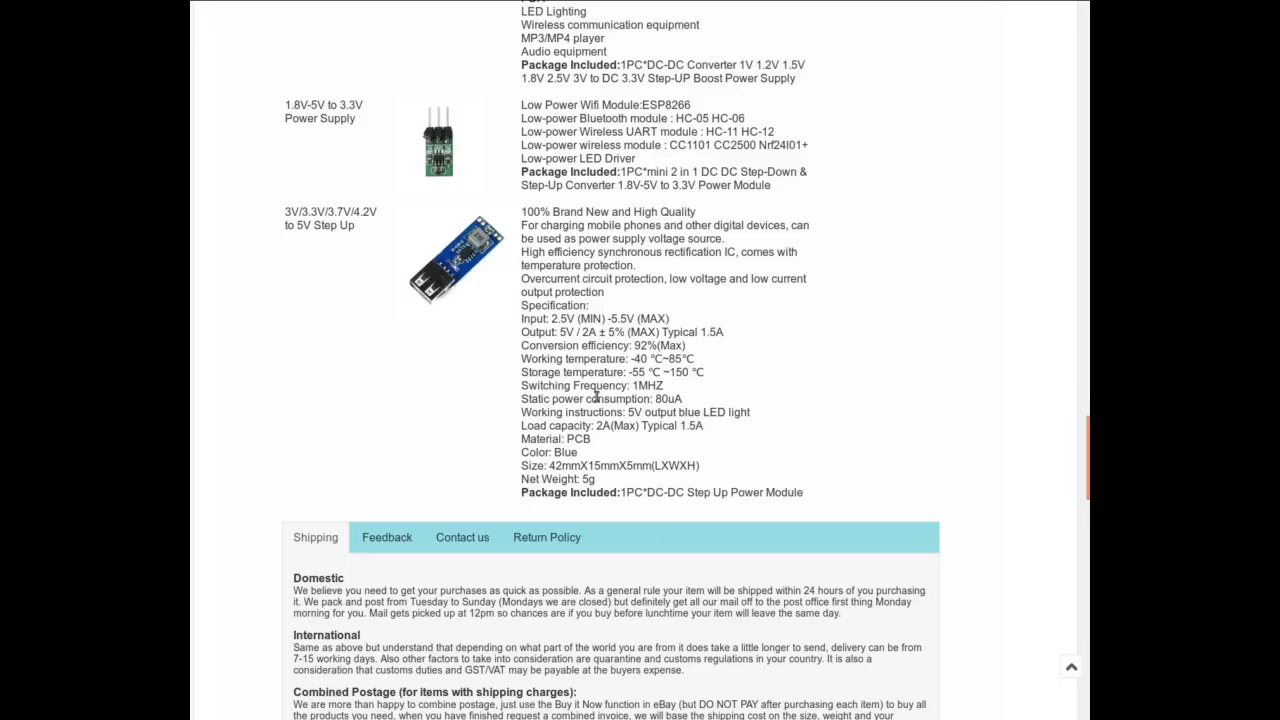 LED Lighting
Wireless communication equipment
MP3/MP4 player
Audio equipment
Package Included:1PC*DC-DC Converter 1V 1.2V 1.5V
1.8V 2.5V 3V to DC 3.3V Step-UP Boost Power Supply
1.8V-5V to 3.3V
Power Supply
Low Power Wifi Module:ESP8266
Low-power Bluetooth module : HC-05 HC-06
Low-power Wireless UART module : HC-11 HC-12
Low-power wireless module : CC1101 CC2500 Nrf24l01+
Low-power LED Driver
Package Included:1PC*mini 2 in 1 DC DC Step-Down &
Step-Up Converter 1.8V-5V to 3.3V Power Module
3V/3.3V/3.7V/4.2V
to 5V Step Up
100% Brand New and High Quality
For charging mobile phones and other digital devices, can
be used as power supply voltage source.
High efficiency synchronous rectification IC, comes with
temperature protection.
Overcurrent circuit protection, low voltage and low current
output protection
Specification:
Input: 2.5V (MIN) -5.5V (MAX)
Output: 5V / 2A ± 5% (MAX) Typical 1.5A
Conversion efficiency: 92%(Max)
Working temperature: -40 ℃~85℃
Storage temperature: -55 ℃ ~150 ℃
Switching Frequency: 1MHZ
Static power consumption: 80uA
Working instructions: 5V output blue LED light
Load capacity: 2A(Max) Typical 1.5A
Material: PCB
Color: Blue
Size: 42mmX15mmX5mm(LXWXH)
Net Weight: 5g
Package Included:1PC*DC-DC Step Up Power Module
Shipping Feedback Contact us Return Policy
Domestic
We believe you need to get your purchases as quick as possible. As a general rule your item will be shipped within 24 hours of you purchasing
it. We pack and post from Tuesday to Sunday (Mondays we are closed) but definitely get all our mail off to the post office first thing Monday
morning for you. Mail gets picked up at 12pm so chances are if you buy before lunchtime your item will leave the same day.
International
Same as above but understand that depending on what part of the world you are from it does take a little longer to send, delivery can be from
7-15 working days. Also other factors to take into consideration are quarantine and customs regulations in your country. It is also a
consideration that customs duties and GST/VAT may be payable at the buyers expense.
Combined Postage (for items with shipping charges):
We are more than happy to combine postage, just use the Buy it Now function in eBay (but DO NOT PAY after purchasing each item) to buy all
the products you need, when you have finished request a combined invoice, we will base the shipping cost on the size, weight and your